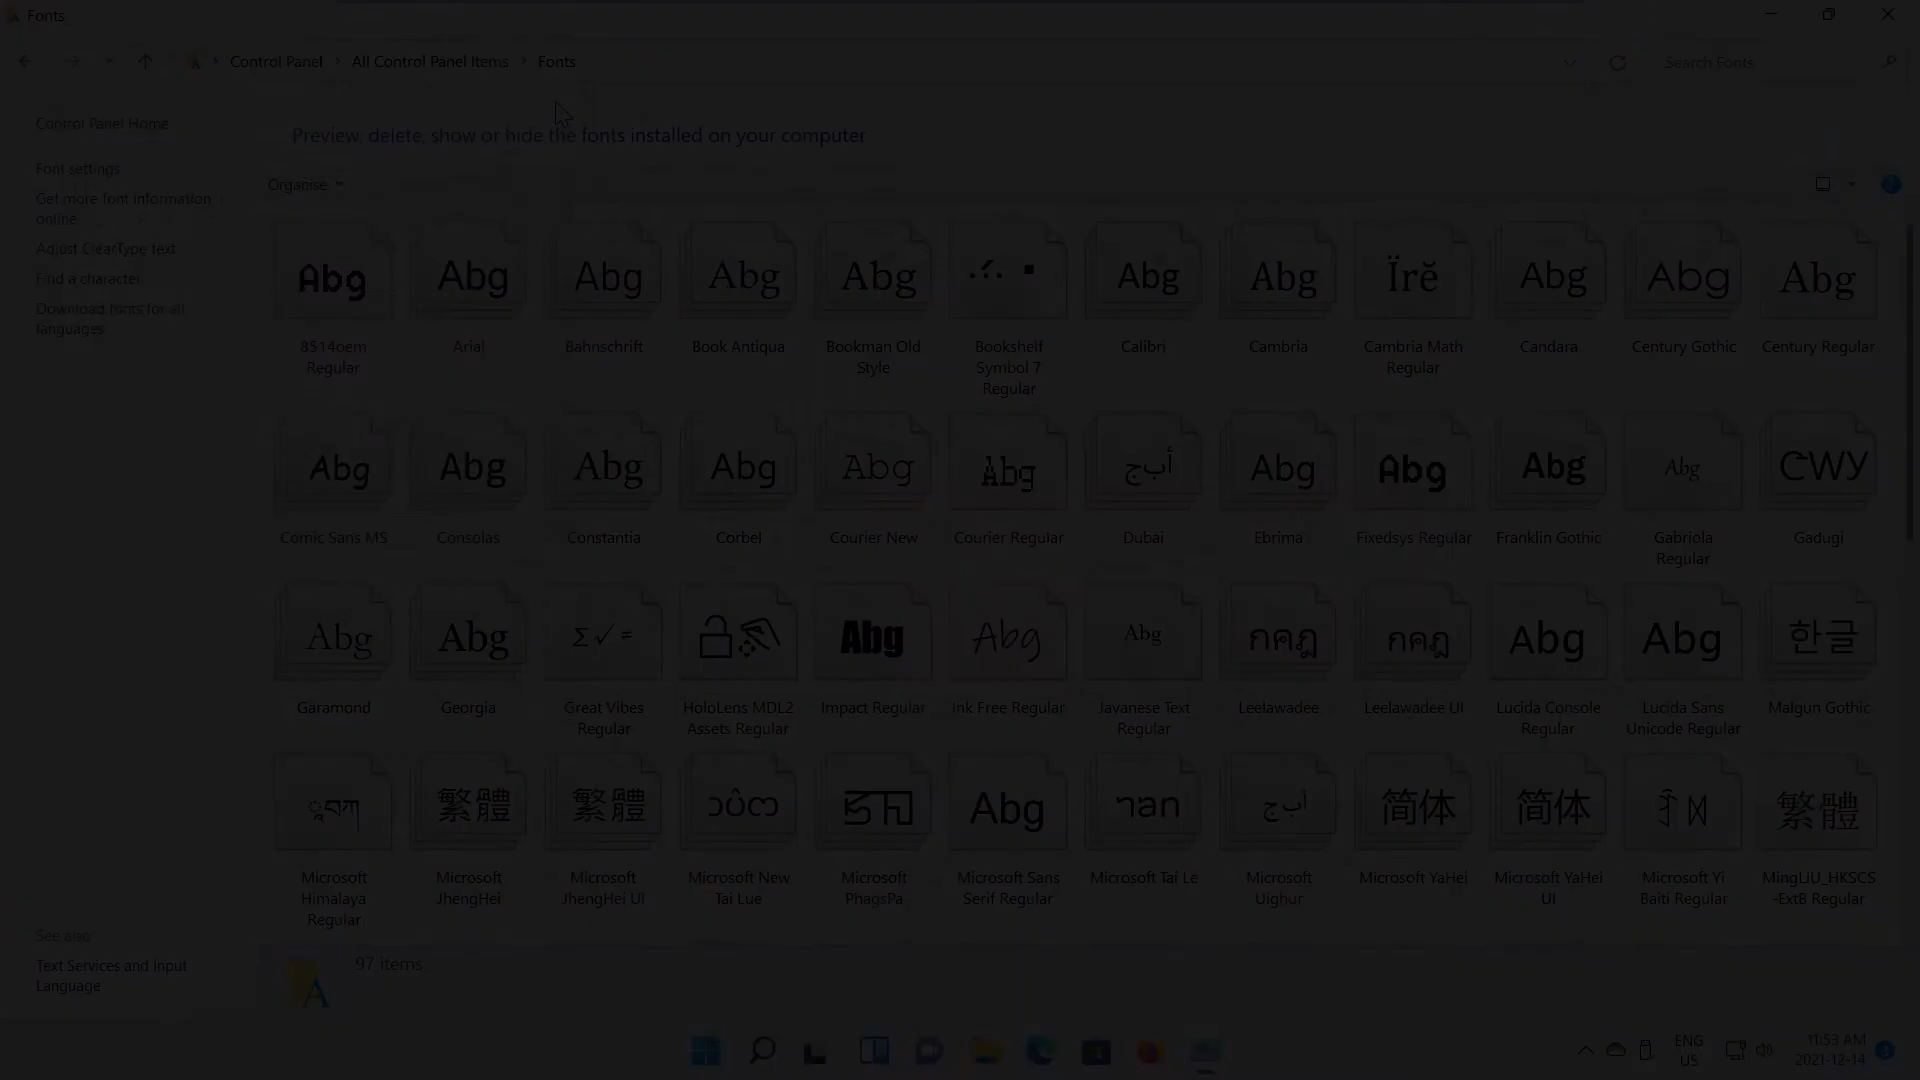 Fonts
Control Panel > All Control Panel Items > Fonts
Search Fonts
Control Panel Home
Font settings
Get more font information
online
Adjust ClearType text
Find a character
Download fonts for all
languages
See also
Text Services and Input
Language
Preview, delete, show or hide the fonts installed on your computer
Organise
Abg Abg Abg Abg Abg Abg Abg Ïrĕ Abg Abg Abg
8514oem
Regular
Arial
Bahnschrift
Book Antiqua
Bookman Old
Style
Bookshelf
Symbol 7
Regular
Calibri
Cambria
Cambria Math
Regular
Candara
Century Gothic
Century Regular
Abg Abg Abg Abg Abg Abg أب ج Abg Abg Abg Abg ᏣᎳᎩ
Comic Sans MS
Consolas
Constantia
Corbel
Courier New
Courier Regular
Dubai
Ebrima
Fixedsys Regular
Franklin Gothic
Gabriola
Regular
Gadugi
Abg Abg Σ√= Abg Abg Abg กคฎ กคฎ Abg Abg 한글
Garamond
Georgia
Great Vibes
Regular
HoloLens MDL2
Assets Regular
Impact Regular
Ink Free Regular
Javanese Text
Regular
Leelawadee
Leelawadee UI
Lucida Console
Regular
Lucida Sans
Unicode Regular
Malgun Gothic
繁體 繁體 Abg أب ج 简体 简体 繁體
Microsoft
Himalaya
Regular
Microsoft
JhengHei
Microsoft
JhengHei UI
Microsoft New
Tai Lue
Microsoft
PhagsPa
Microsoft Sans
Serif Regular
Microsoft Tai Le
Microsoft
Uighur
Microsoft YaHei
Microsoft YaHei
UI
Microsoft Yi
Baiti Regular
MingLiU_HKSCS
-ExtB Regular
97 items
ENG
US
11:53 AM
2021-12-14